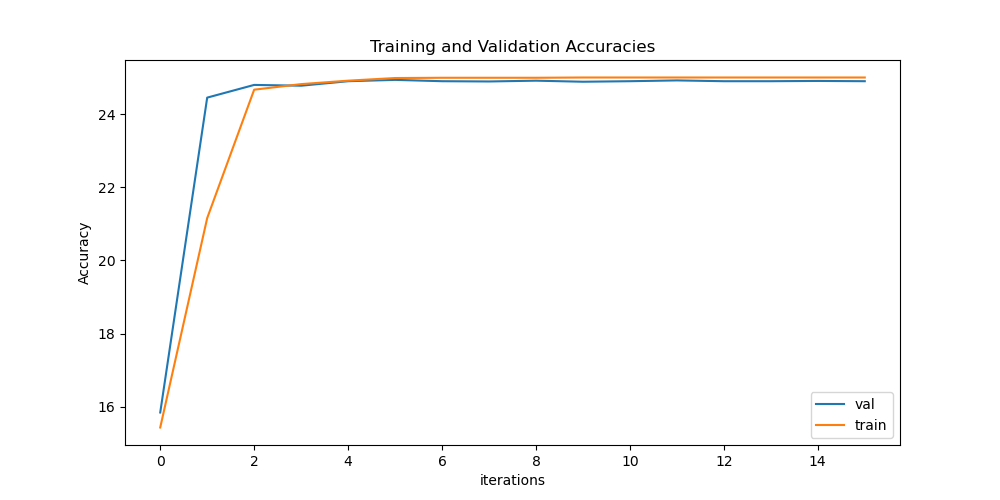 Training and Validation Accuracies
Accuracy
24
22
20
18
16
0 2 4 6 8 10 12 14
iterations
val
train